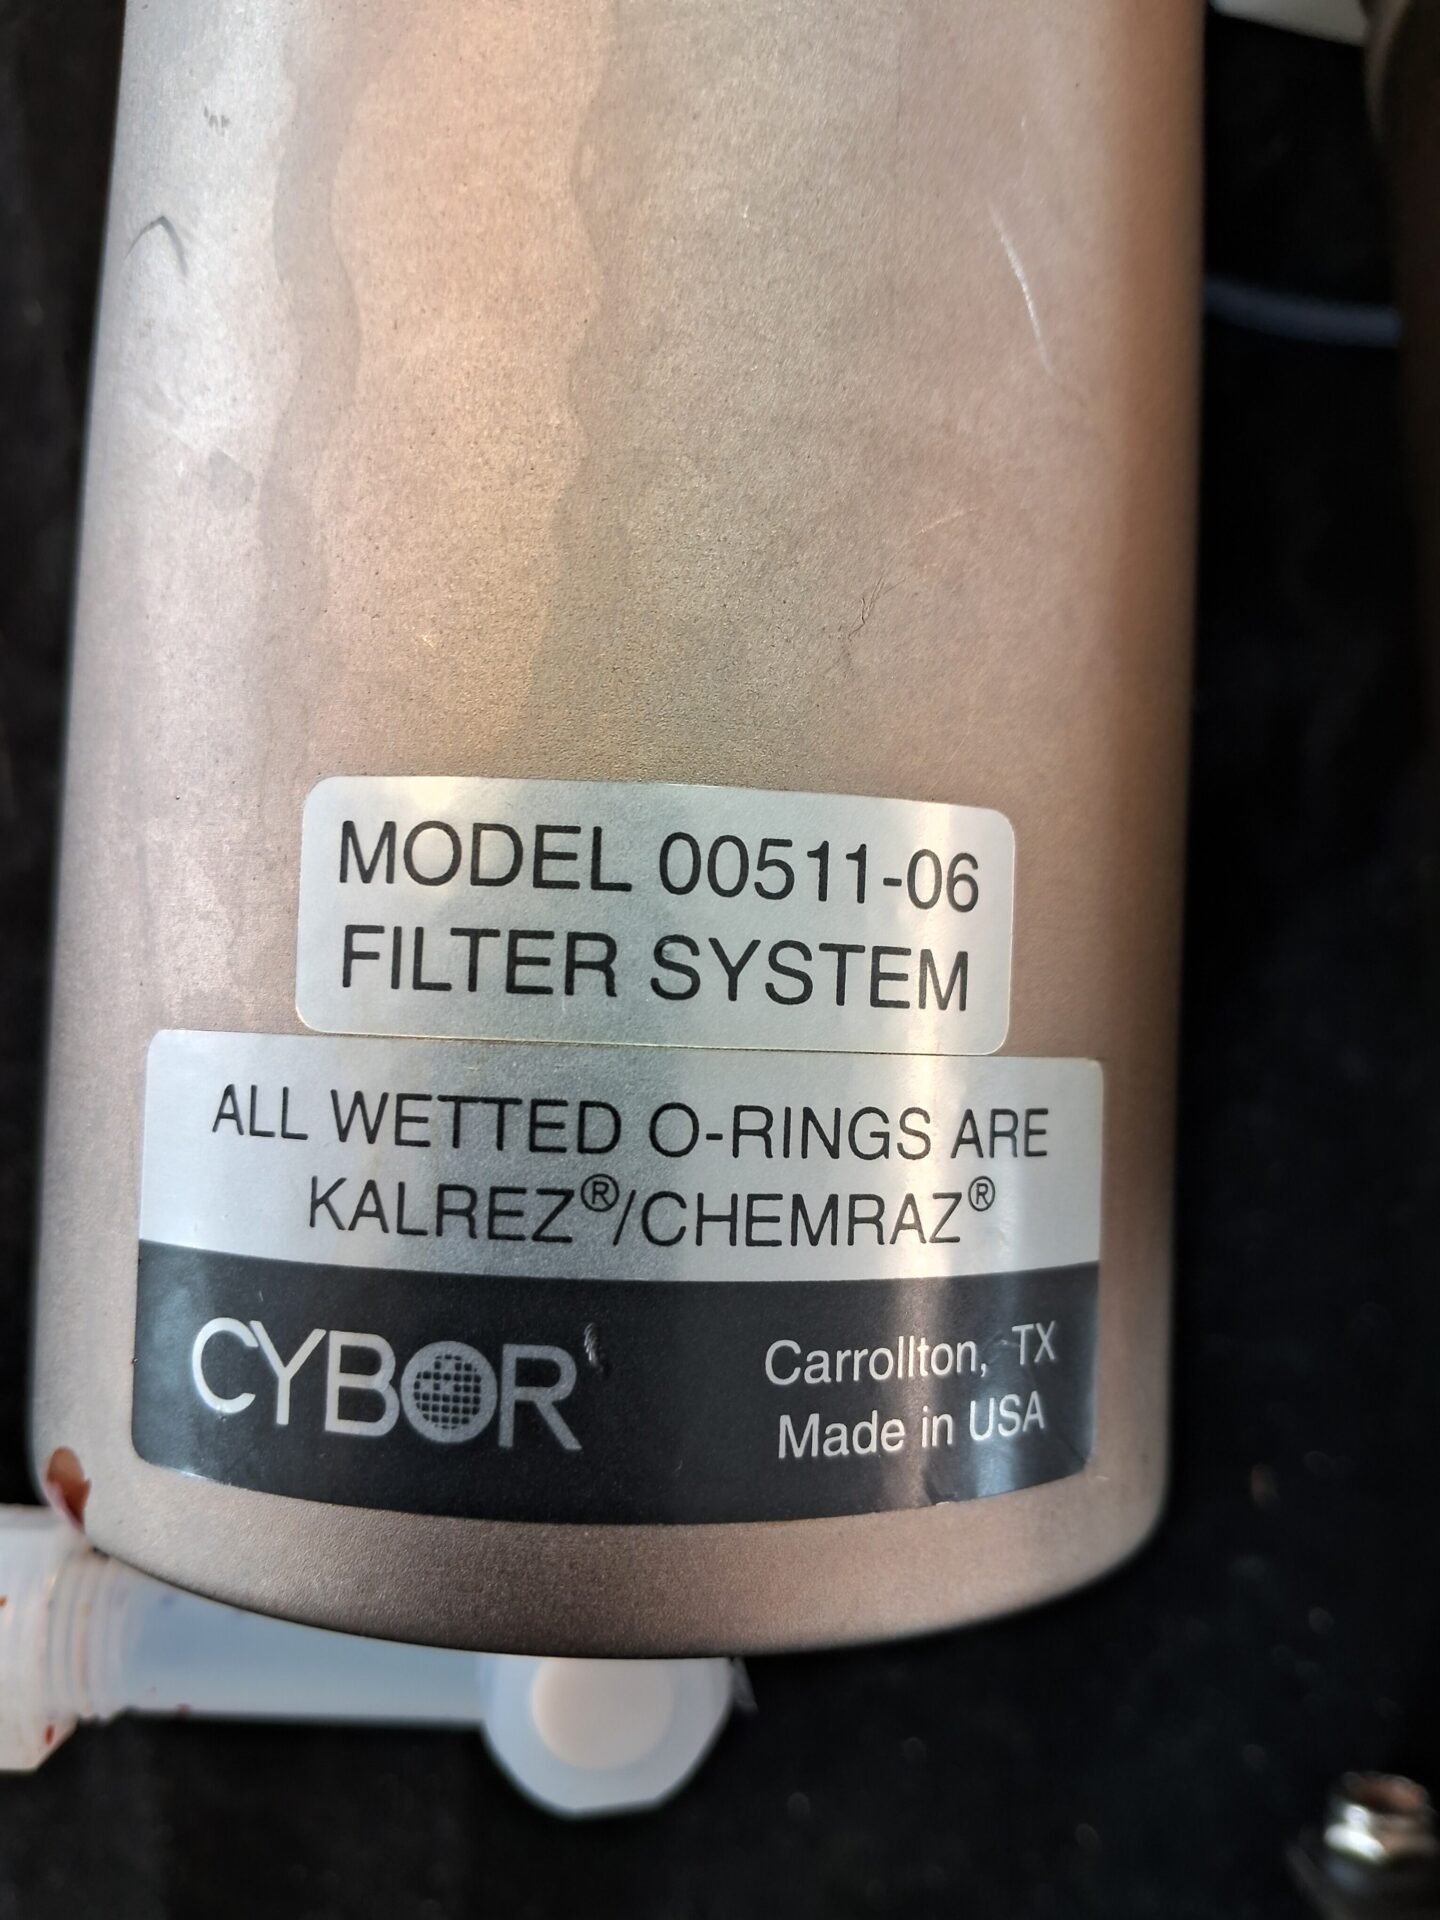 MODEL 00511-06
FILTER SYSTEM
ALL WETTED O-RINGS ARE
KALREZ®/CHEMRAZ®
CYBOR
Carrollton, TX
Made in USA